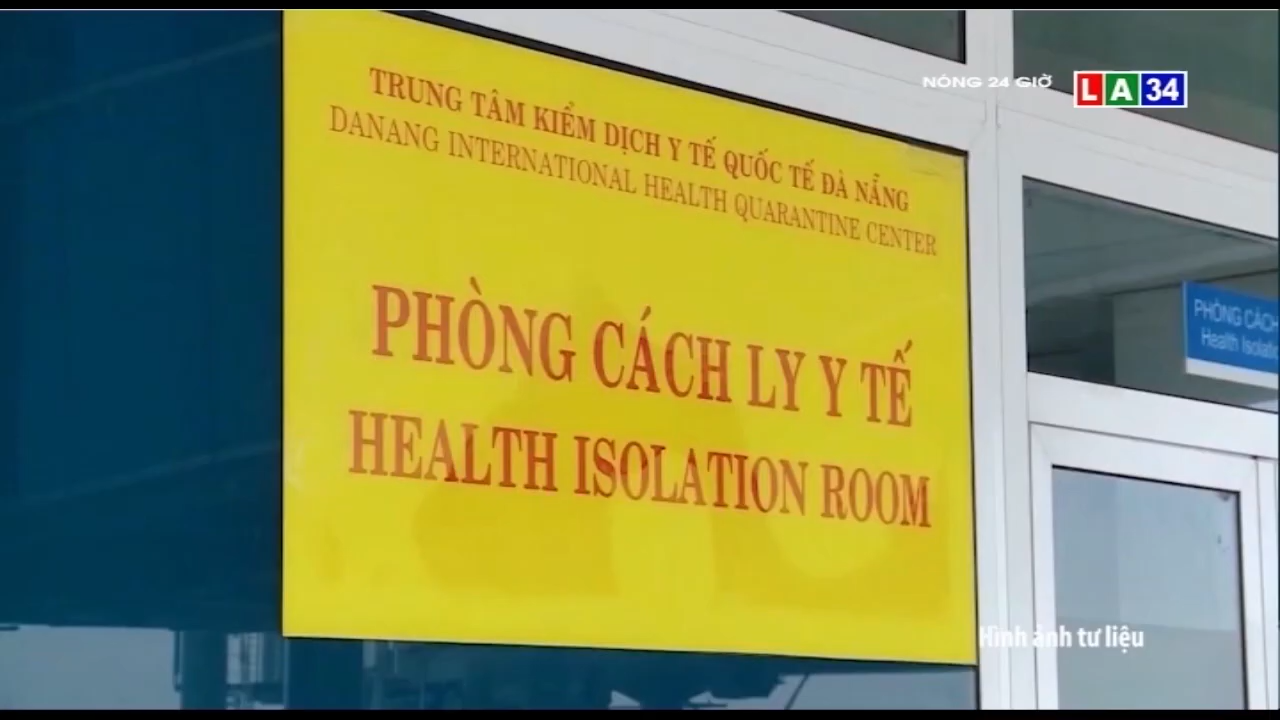 NÓNG 24 GIỜ
LA34
TRUNG TÂM KIỂM DỊCH Y TẾ QUỐC TẾ ĐÀ NẴNG
DANANG INTERNATIONAL HEALTH QUARANTINE CENTER
PHÒNG CÁCH LY Y TẾ
HEALTH ISOLATION ROOM
PHÒNG CÁCH
Health
Hình ảnh tư liệu